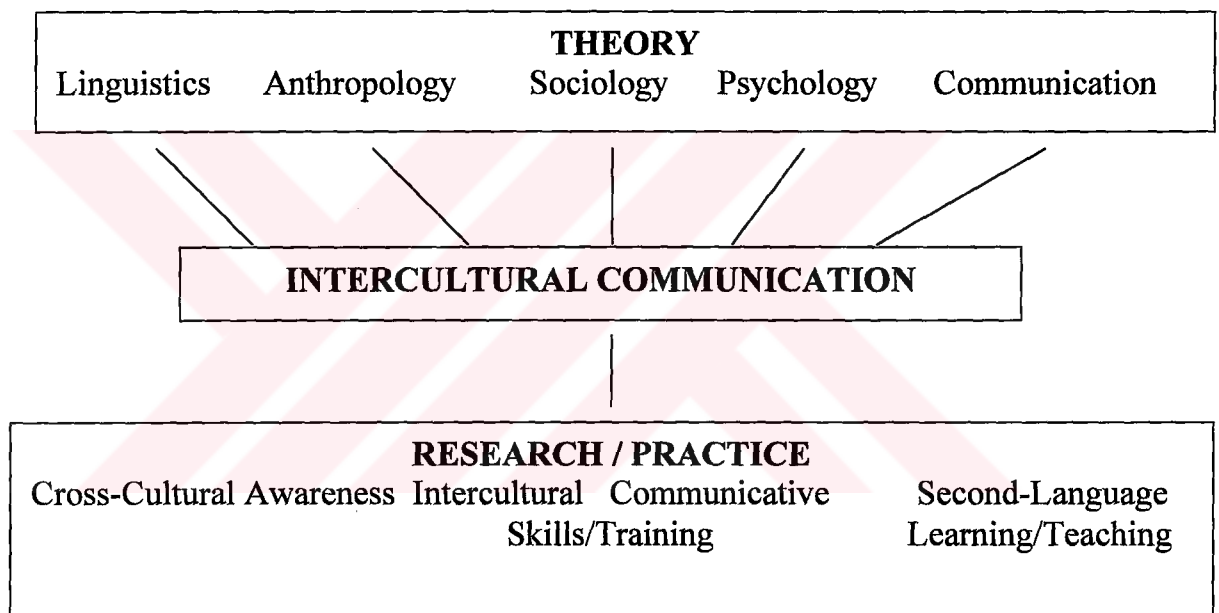 THEORY
Linguistics Anthropology Sociology Psychology Communication
INTERCULTURAL COMMUNICATION
RESEARCH / PRACTICE
Cross-Cultural Awareness Intercultural Communicative Second-Language
Skills/Training Learning/Teaching